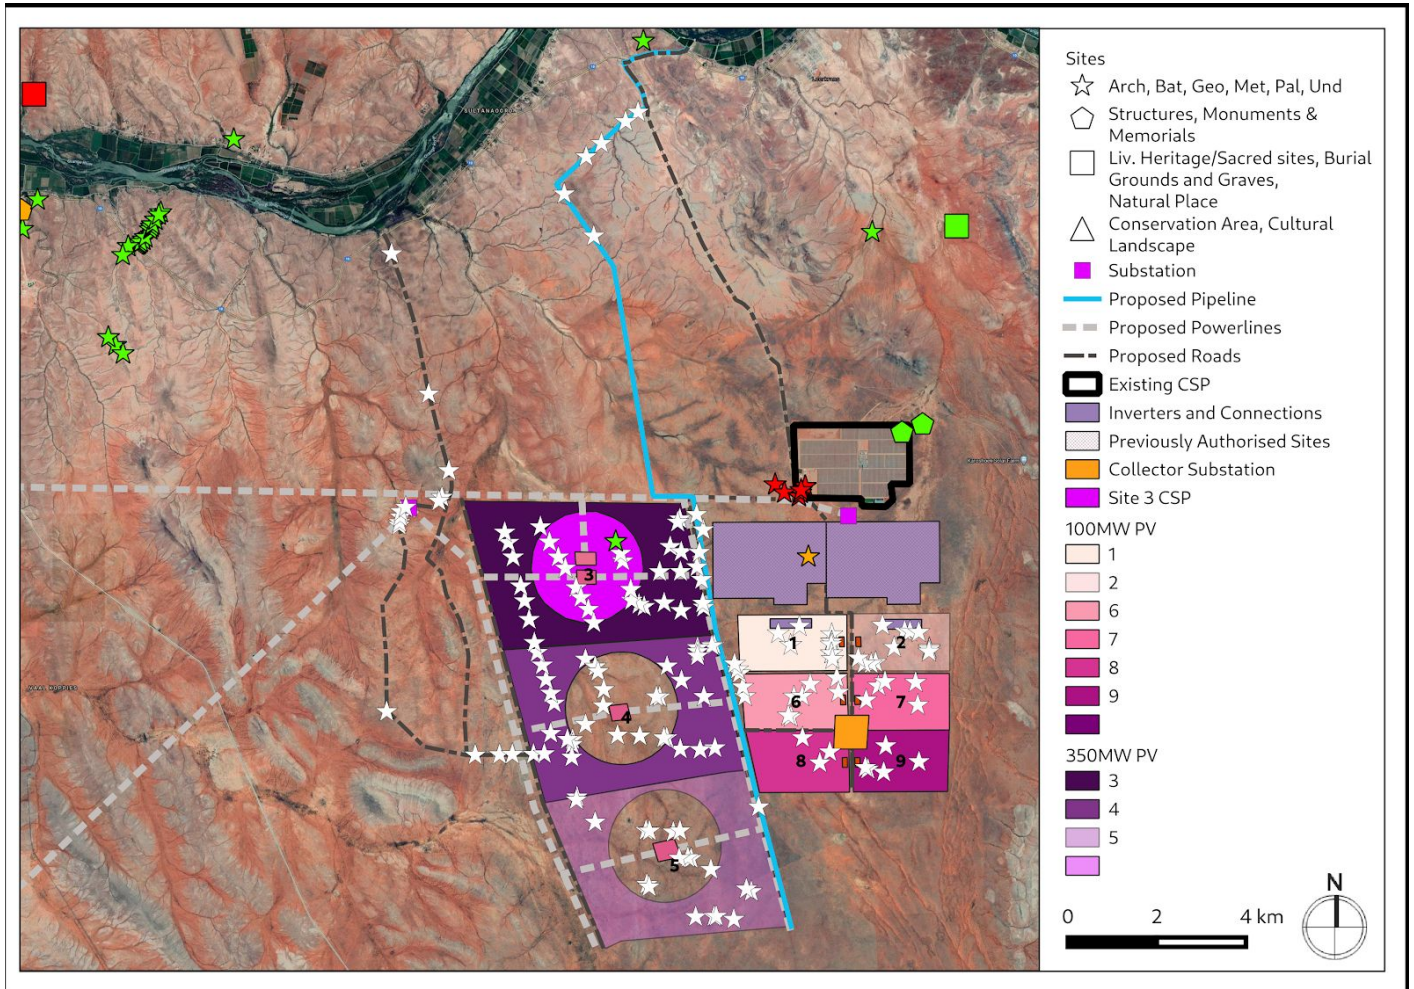 Sites
Arch, Bat, Geo, Met, Pal, Und
Structures, Monuments &
Memorials
Liv. Heritage/Sacred sites, Burial
Grounds and Graves,
Natural Place
Conservation Area, Cultural
Landscape
Substation
Proposed Pipeline
Proposed Powerlines
Proposed Roads
Existing CSP
Inverters and Connections
Previously Authorised Sites
Collector Substation
Site 3 CSP
100MW PV
1
2
6
7
8
9
350MW PV
3
4
5
0 2 4 km
N
3
1
2
4
6
7
8
9
5